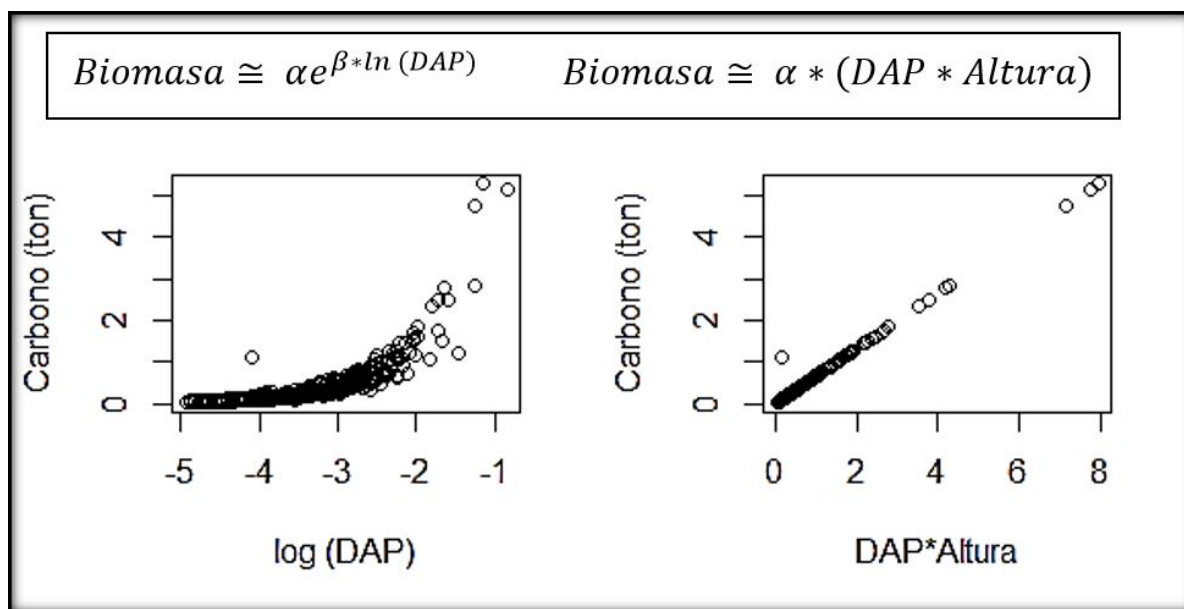 Biomasa ≅ αe^{β*ln (DAP)}
Biomasa ≅ α * (DAP * Altura)
Carbono (ton)
4
2
0
-5 -4 -3 -2 -1
log (DAP)
Carbono (ton)
4
2
0
0 2 4 6 8
DAP*Altura